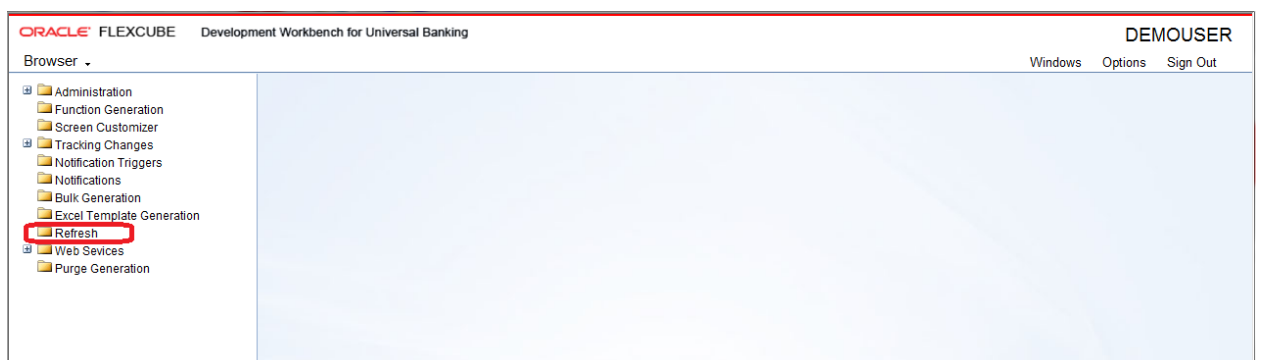 ORACLE® FLEXCUBE Development Workbench for Universal Banking DEMOUSER
Browser Windows Options Sign Out
Administration
Function Generation
Screen Customizer
Tracking Changes
Notification Triggers
Notifications
Bulk Generation
Excel Template Generation
Refresh
Web Sevices
Purge Generation